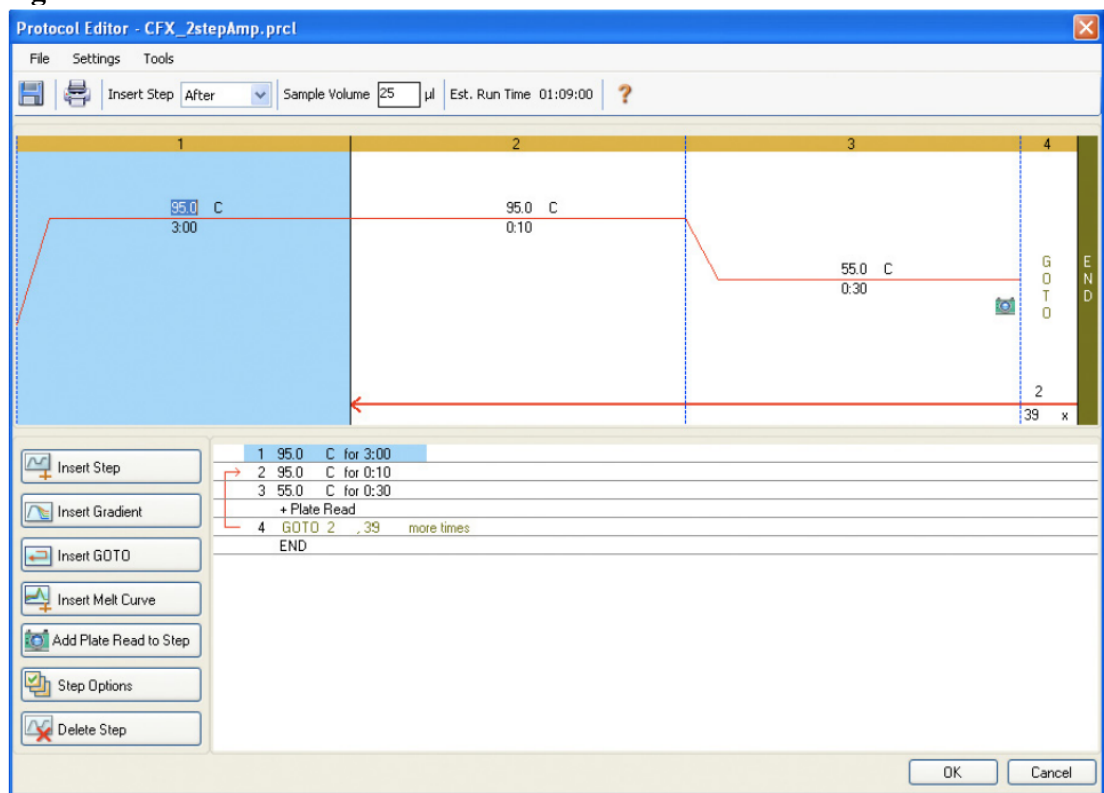 Protocol Editor - CFX_2stepAmp.prcl
File Settings Tools
Insert Step After Sample Volume 25 µl Est. Run Time 01:09:00 ?
1 2 3 4
95.0 C
3:00
95.0 C
0:10
55.0 C
0:30
GOTO
END
2
39 x
Insert Step
Insert Gradient
Insert GOTO
Insert Melt Curve
Add Plate Read to Step
Step Options
Delete Step
1 95.0 C for 3:00
2 95.0 C for 0:10
3 55.0 C for 0:30
+ Plate Read
4 GOTO 2 , 39 more times
END
OK Cancel